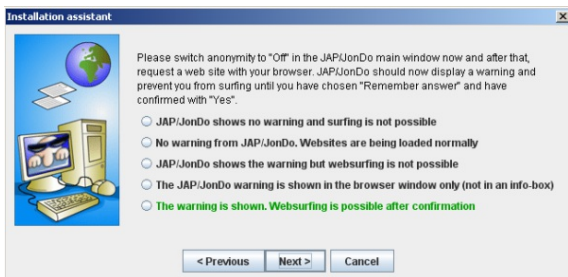 Installation assistant
Please switch anonymity to "Off" in the JAP/JonDo main window now and after that,
request a web site with your browser. JAP/JonDo should now display a warning and
prevent you from surfing until you have chosen "Remember answer" and have
confirmed with "Yes".
JAP/JonDo shows no warning and surfing is not possible
No warning from JAP/JonDo. Websites are being loaded normally
JAP/JonDo shows the warning but websurfing is not possible
The JAP/JonDo warning is shown in the browser window only (not in an info-box)
The warning is shown. Websurfing is possible after confirmation
< Previous Next > Cancel